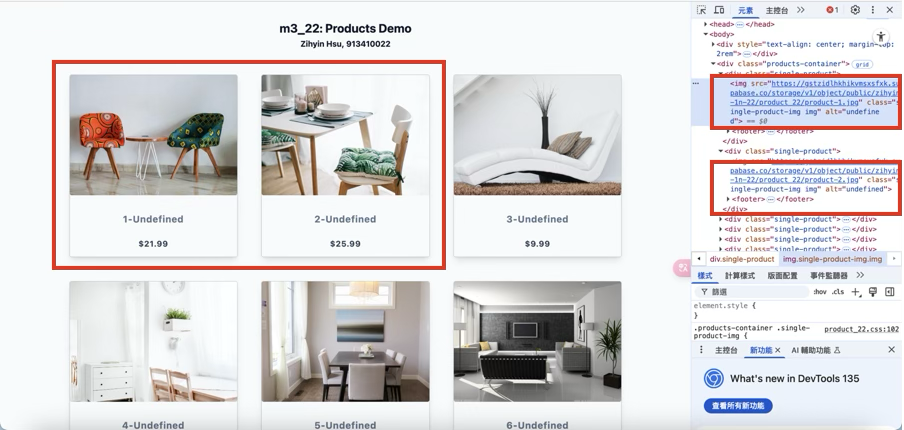 m3_22: Products Demo
Zihyin Hsu, 913410022
1-Undefined
$21.99
2-Undefined
$25.99
3-Undefined
$9.99
4-Undefined
5-Undefined
6-Undefined
元素
主控台
1
<head> </head>
<body>
<div style="text-align: center; margin-top:
2rem"> </div>
<div class="products-container"> grid
<div class="single-product">
<img src="https://gstzidlhkhikvmsxsfxk.su
pabase.co/storage/v1/object/public/zihyin
-1n-22/product_22/product-1.jpg" class="s
ingle-product-img img" alt="undefine
d"> == $0
<footer> </footer>
</div>
<div class="single-product">
pabase.co/storage/v1/object/public/zihyin
-1n-22/product_22/product-2.jpg" class="s
ingle-product-img img" alt="undefined">
<footer> </footer>
</div>
<div class="single-product"> </div>
<div class="single-product"> </div>
<div class="single-product"> </div>
<div class="single-product"> </div>
div.single-product
img.single-product-img.img
樣式
計算樣式
版面配置
事件監聽器
篩選
:hov
.cls
element.style {
}
.products-container .single-
product-img {
product_22.css:102
主控台
新功能
AI 輔助功能
What's new in DevTools 135
查看所有新功能